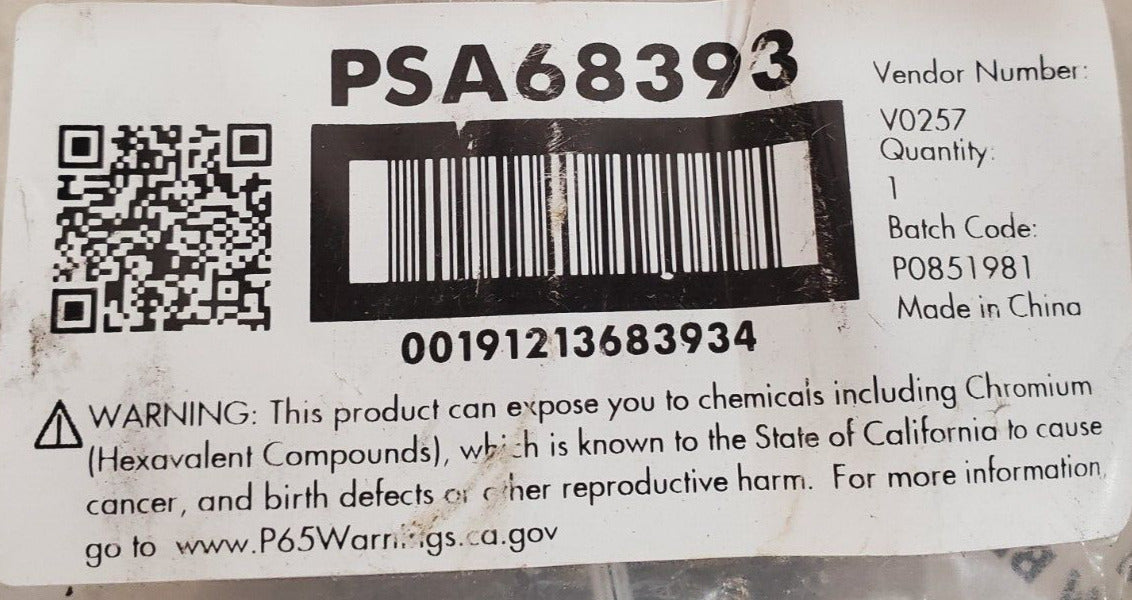 PSA68393
00191213683934
Vendor Number:
V0257
Quantity:
1
Batch Code:
P0851981
Made in China
WARNING: This product can expose you to chemicals including Chromium
(Hexavalent Compounds), which is known to the State of California to cause
cancer, and birth defects or other reproductive harm. For more information,
go to www.P65Warnings.ca.gov